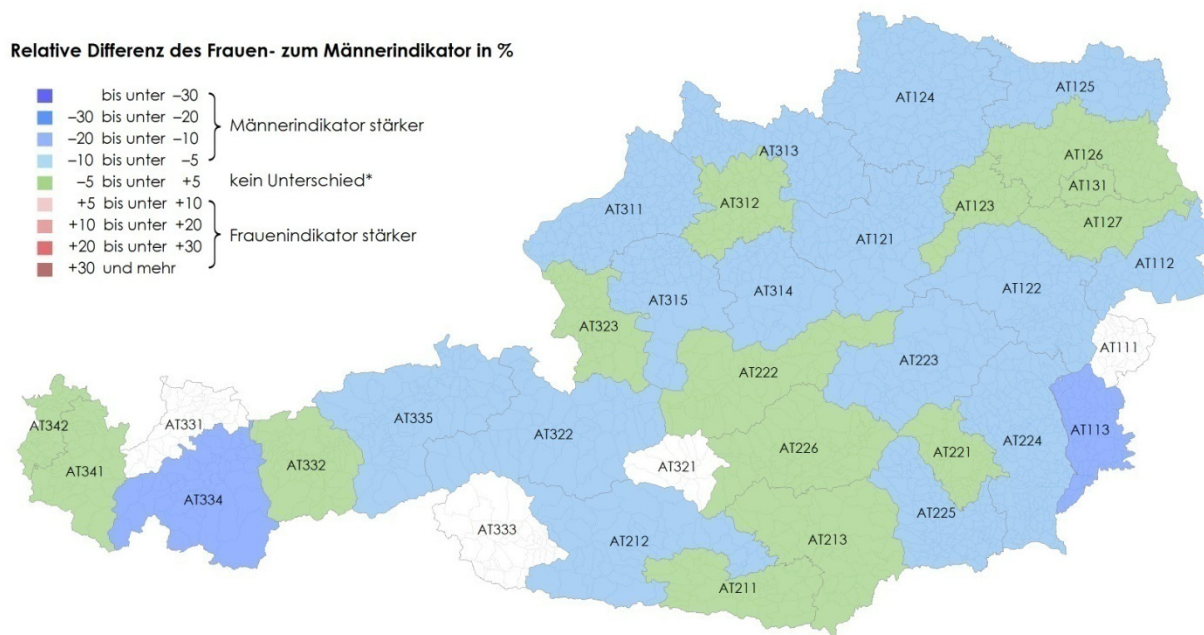 Relative Differenz des Frauen- zum Männerindikator in %
bis unter –30
–30 bis unter –20
–20 bis unter –10
–10 bis unter –5
–5 bis unter +5
+5 bis unter +10
+10 bis unter +20
+20 bis unter +30
+30 und mehr
Männerindikator stärker
kein Unterschied*
Frauenindikator stärker
AT124
AT125
AT313
AT126
AT131
AT312
AT123
AT311
AT127
AT121
AT112
AT122
AT315
AT314
AT323
AT111
AT223
AT222
AT342
AT331
AT335
AT322
AT113
AT341
AT332
AT226
AT221
AT224
AT321
AT334
AT333
AT225
AT212
AT213
AT211